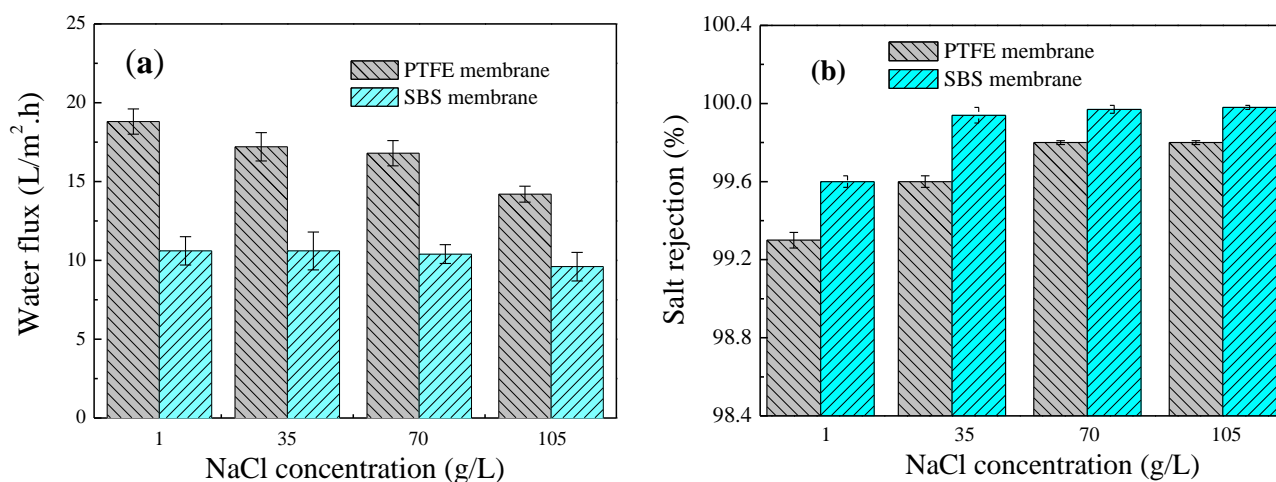 (a)
PTFE membrane
SBS membrane
Water flux (L/m².h)
25
20
15
10
5
0
1 35 70 105
NaCl concentration (g/L)
(b)
PTFE membrane
SBS membrane
Salt rejection (%)
100.4
100.0
99.6
99.2
98.8
98.4
1 35 70 105
NaCl concentration (g/L)